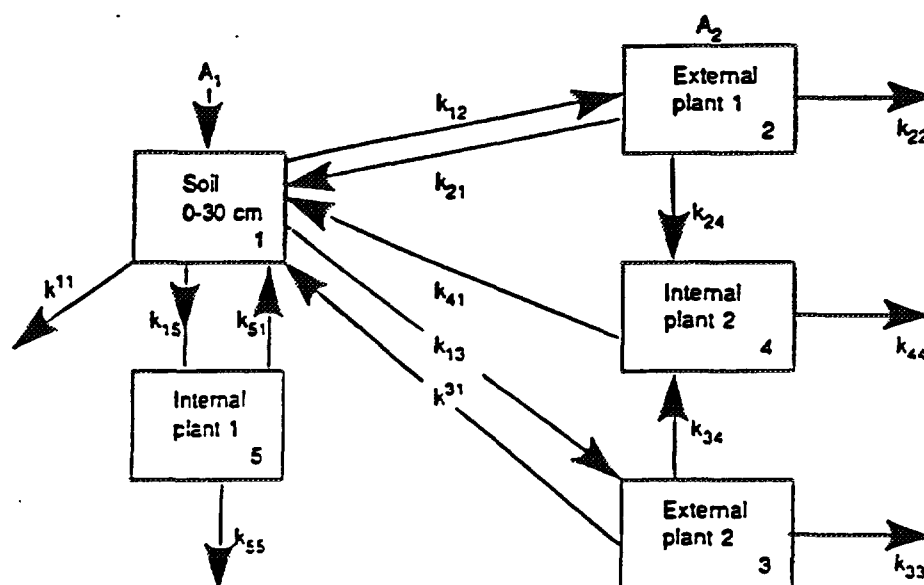 A₂
External
plant 1
2
k₂₂
A₁
k₁₂
Soil
0-30 cm
1
k₂₁
k₂₄
k¹¹
k₁₅
k₅₁
k₄₁
Internal
plant 2
4
k₄₄
k₁₃
k³¹
Internal
plant 1
5
k₃₄
k₅₅
External
plant 2
3
k₃₃